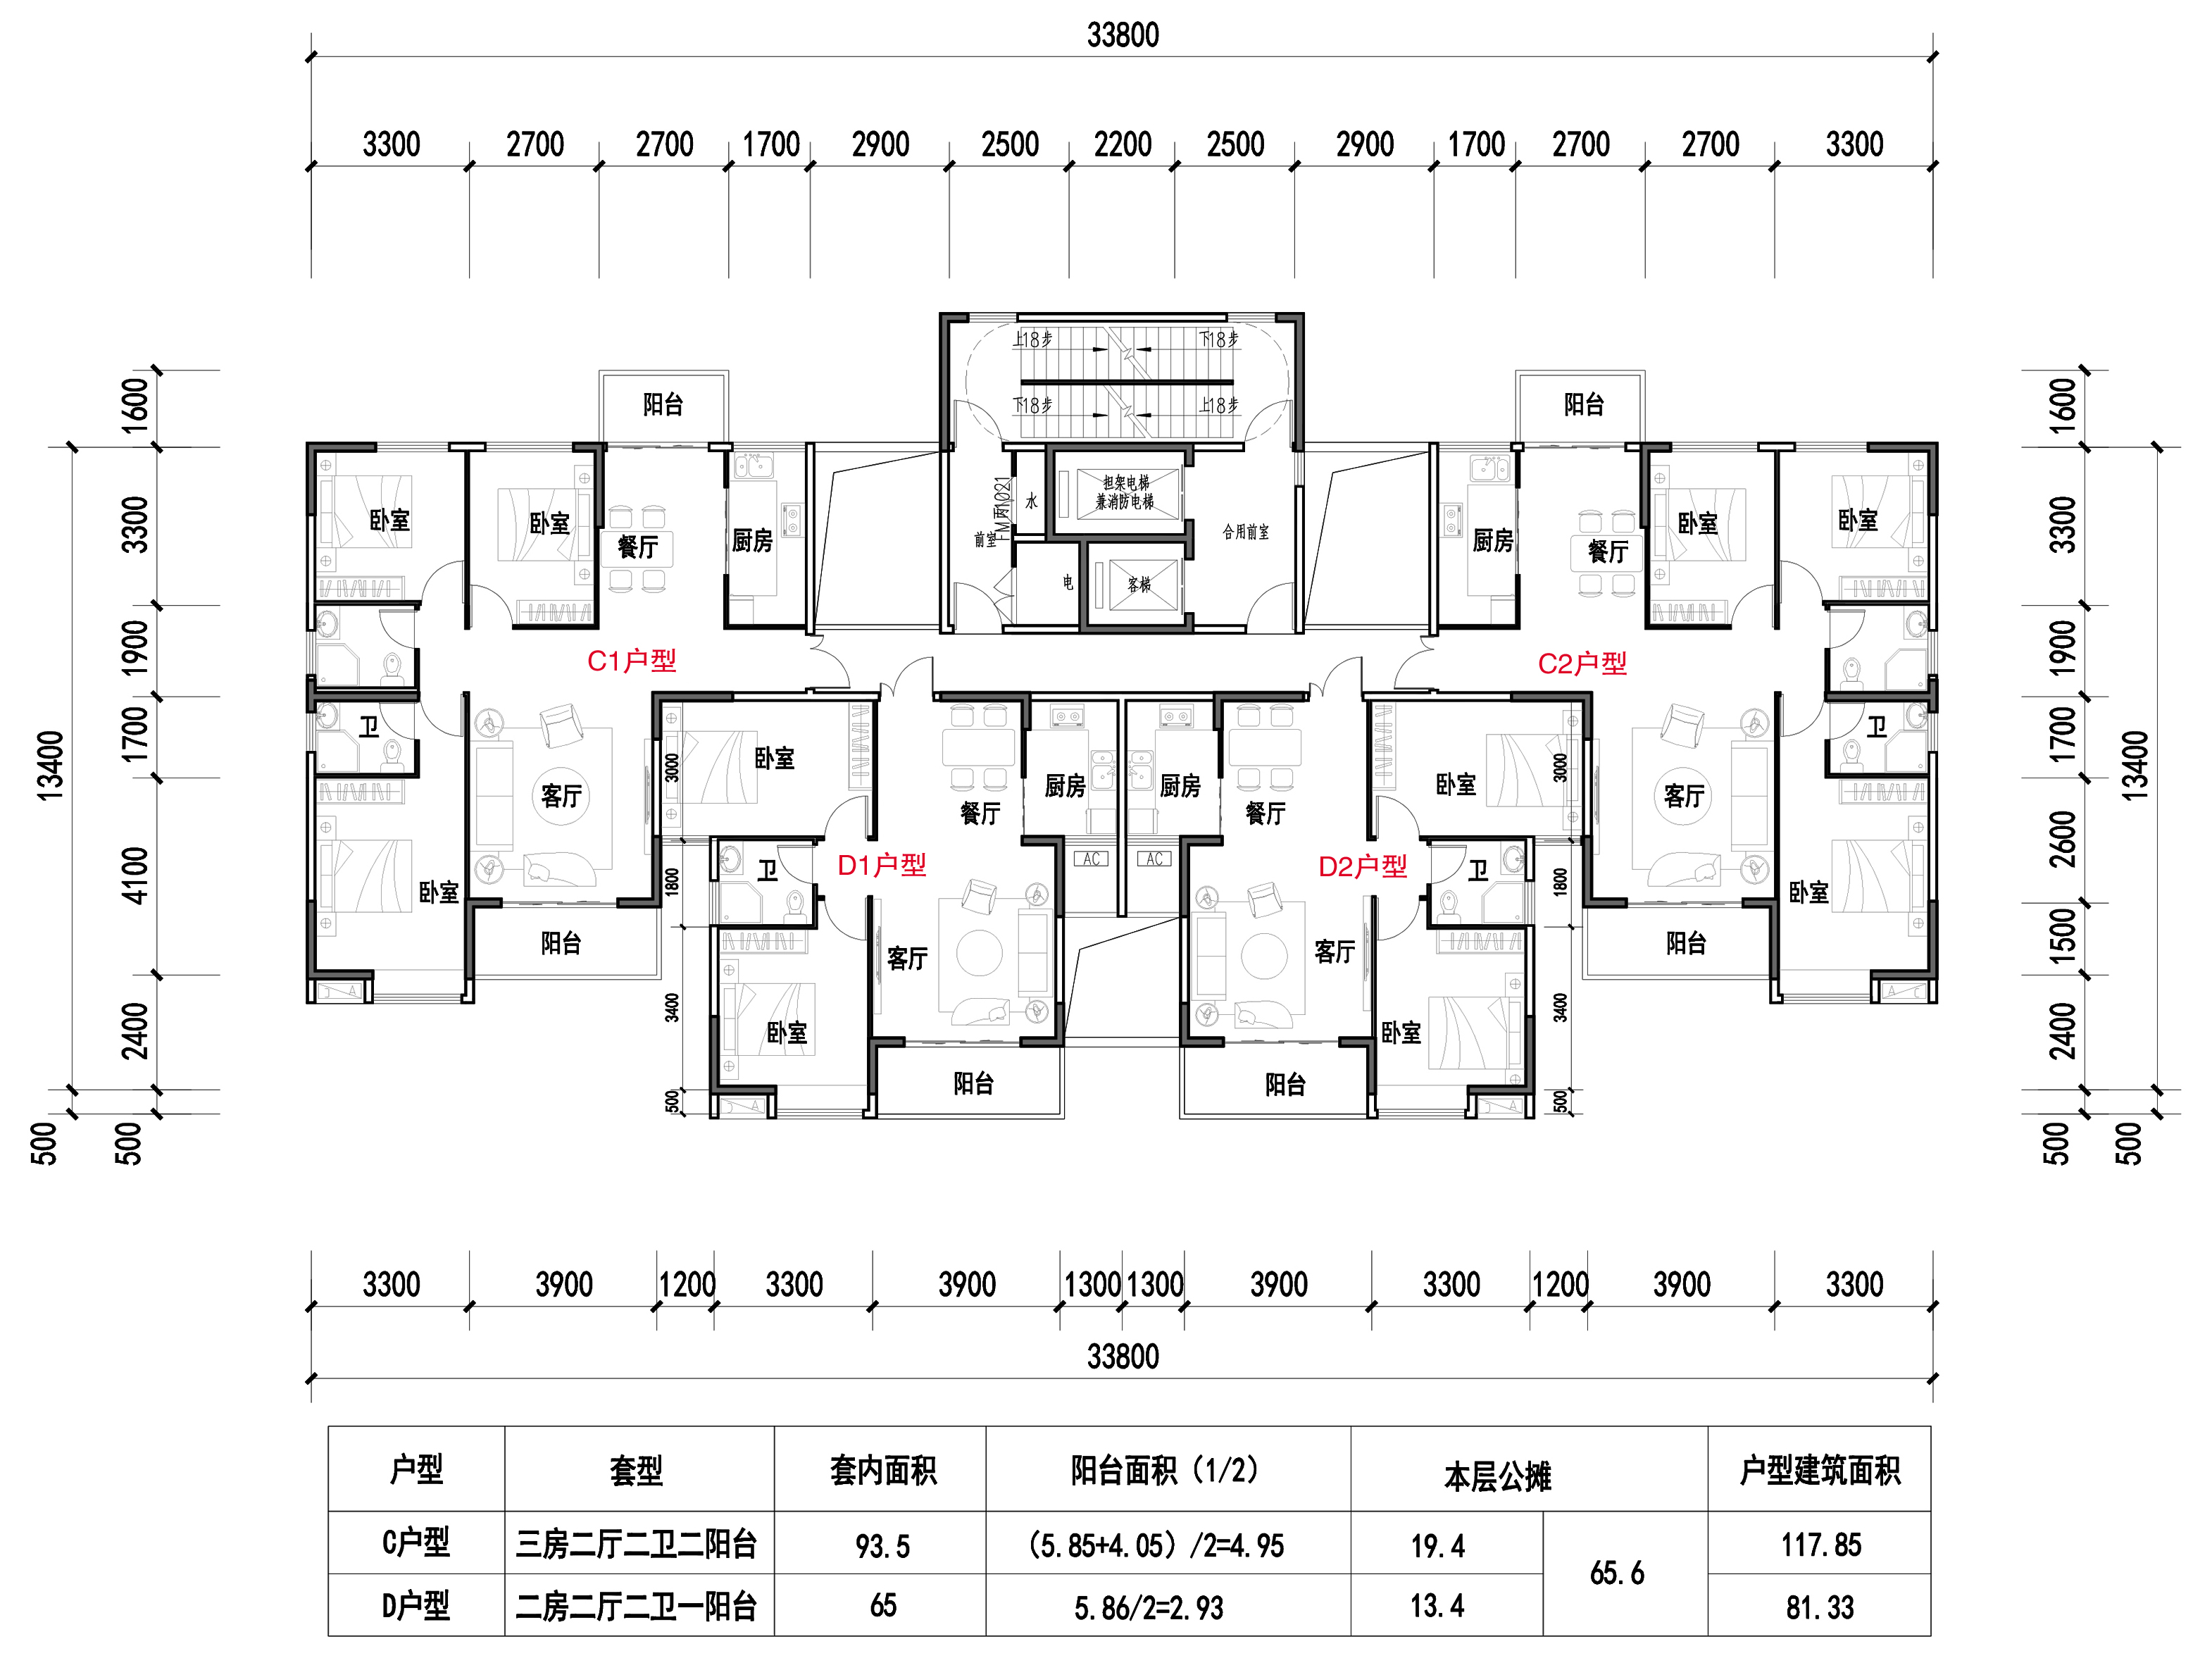 33800
3300 2700 2700 1700 2900 2500 2200 2500 2900 1700 2700 2700 3300
上18步 下18步
下18步 上18步
1600 阳台 阳台 1600
13400 3300 1900 1700 4100 2400 500 500
卧室 卧室 餐厅 厨房
前室 FM丙1021 水 电
担架电梯
兼消防电梯
客梯
合用前室
厨房 餐厅 卧室 卧室
3300 1900 1700 2600 1500 2400 500 13400 500
C1户型 C2户型
卫 客厅 卧室 阳台
3000 卧室 餐厅 厨房 厨房 餐厅 卧室 3000
客厅 卫 卧室 阳台
AC AC
1800 卫 D1户型 D2户型 卫 1800
3400 卧室 客厅 客厅 卧室 3400
500 阳台 阳台 500
3300 3900 1200 3300 3900 1300 1300 3900 3300 1200 3900 3300
33800
户型 套型 套内面积 阳台面积（1/2） 本层公摊 户型建筑面积
C户型 三房二厅二卫二阳台 93.5 （5.85+4.05）/2=4.95 19.4 65.6 117.85
D户型 二房二厅二卫一阳台 65 5.86/2=2.93 13.4 81.33